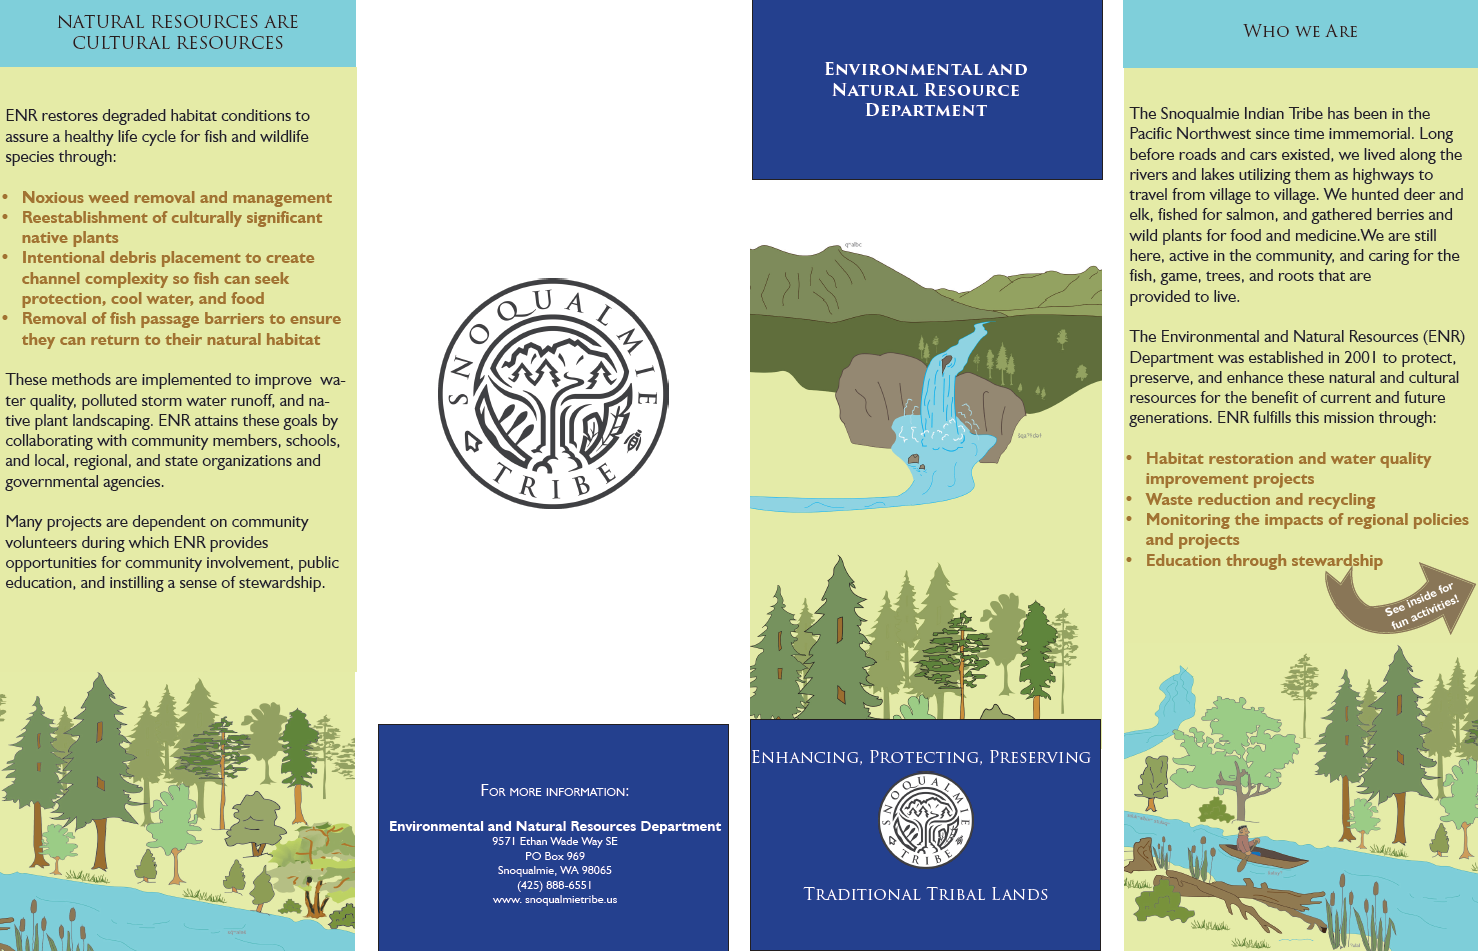 NATURAL RESOURCES ARE
CULTURAL RESOURCES
ENR restores degraded habitat conditions to
assure a healthy life cycle for fish and wildlife
species through:
• Noxious weed removal and management
• Reestablishment of culturally significant
native plants
• Intentional debris placement to create
channel complexity so fish can seek
protection, cool water, and food
• Removal of fish passage barriers to ensure
they can return to their natural habitat
These methods are implemented to improve wa-
ter quality, polluted storm water runoff, and na-
tive plant landscaping. ENR attains these goals by
collaborating with community members, schools,
and local, regional, and state organizations and
governmental agencies.
Many projects are dependent on community
volunteers during which ENR provides
opportunities for community involvement, public
education, and instilling a sense of stewardship.
SNOQUALMIE
TRIBE
For more information:
Environmental and Natural Resources Department
9571 Ethan Wade Way SE
PO Box 969
Snoqualmie, WA 98065
(425) 888-6551
www. snoqualmietribe.us
Environmental and
Natural Resource
Department
Enhancing, Protecting, Preserving
SNOQUALMIE
TRIBE
Traditional Tribal Lands
Who we Are
The Snoqualmie Indian Tribe has been in the
Pacific Northwest since time immemorial. Long
before roads and cars existed, we lived along the
rivers and lakes utilizing them as highways to
travel from village to village. We hunted deer and
elk, fished for salmon, and gathered berries and
wild plants for food and medicine.We are still
here, active in the community, and caring for the
fish, game, trees, and roots that are
provided to live.
The Environmental and Natural Resources (ENR)
Department was established in 2001 to protect,
preserve, and enhance these natural and cultural
resources for the benefit of current and future
generations. ENR fulfills this mission through:
• Habitat restoration and water quality
improvement projects
• Waste reduction and recycling
• Monitoring the impacts of regional policies
and projects
• Education through stewardship
See inside for
fun activities!